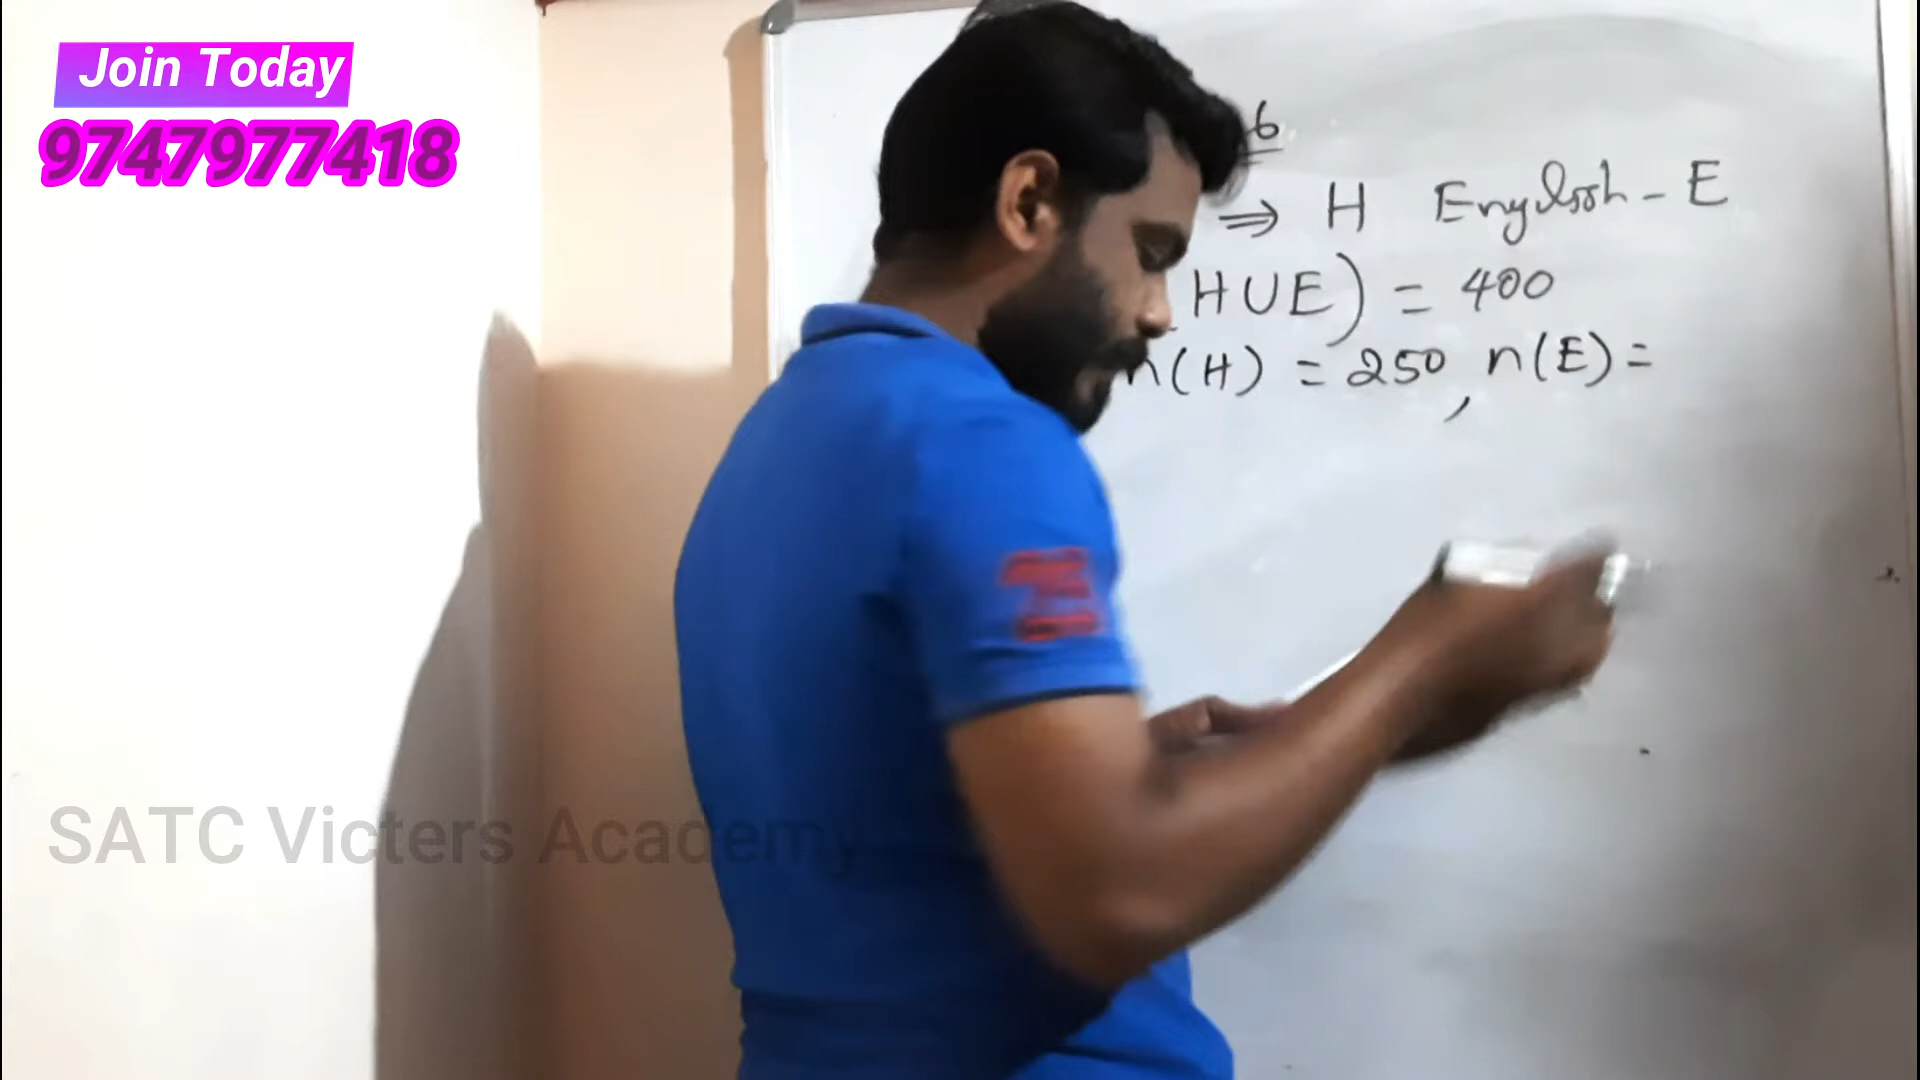 Join Today
9747977418
6
⇒ H English - E
HUE) = 400
n(H) = 250, n(E) =
SATC Victers Academy